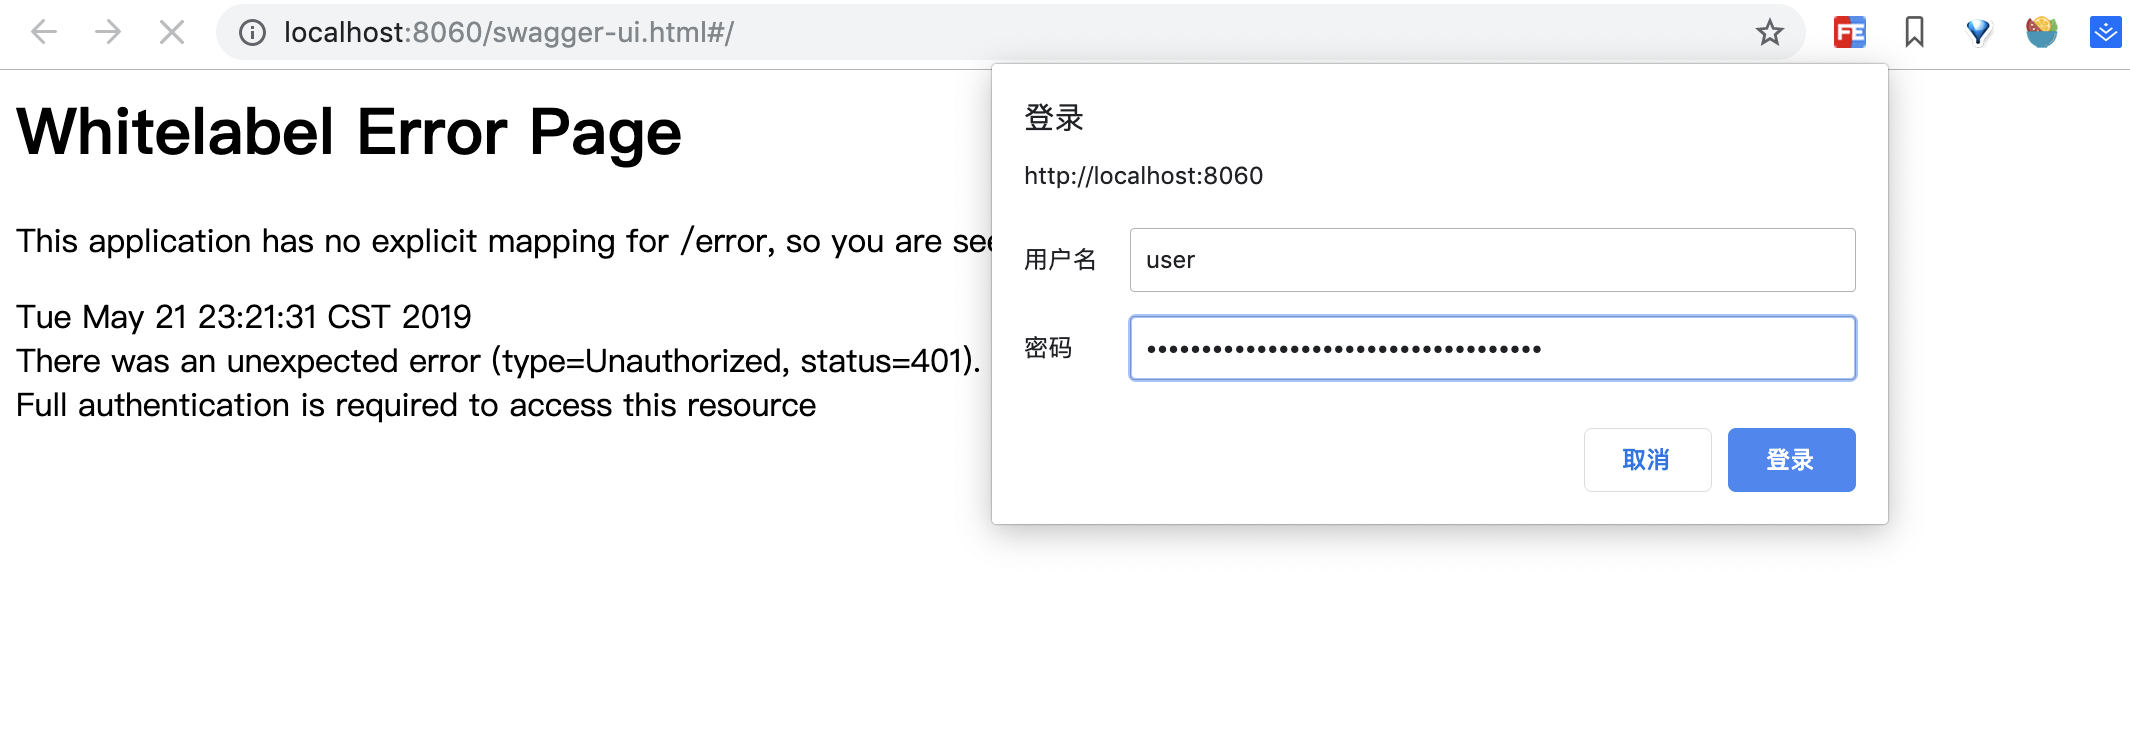 localhost:8060/swagger-ui.html#/
FE
Whitelabel Error Page
This application has no explicit mapping for /error, so you are
Tue May 21 23:21:31 CST 2019
There was an unexpected error (type=Unauthorized, status=401).
Full authentication is required to access this resource
登录
http://localhost:8060
用户名 user
密码 ••••••••••••••••••••••••••••••••••••
取消 登录